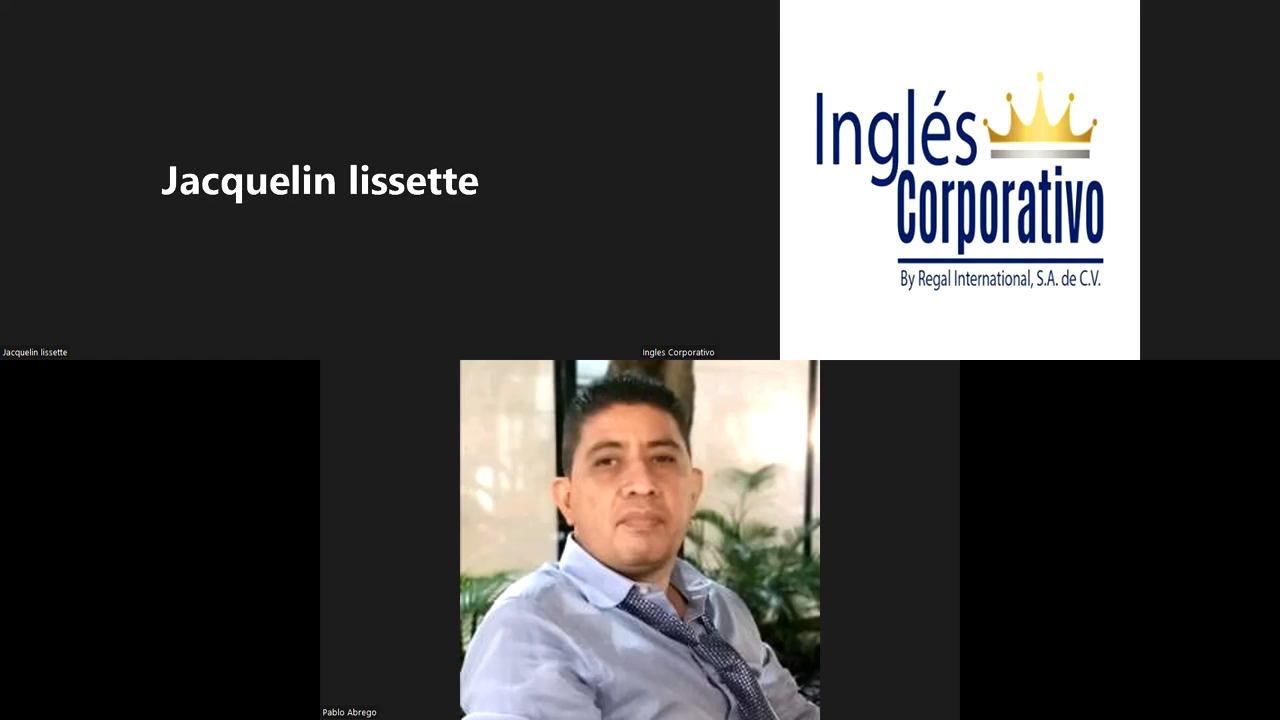 Jacquelin lissette
Inglés
Corporativo
By Regal International, S.A. de C.V.
Jacquelin lissette
Ingles Corporativo
Pablo Abrego